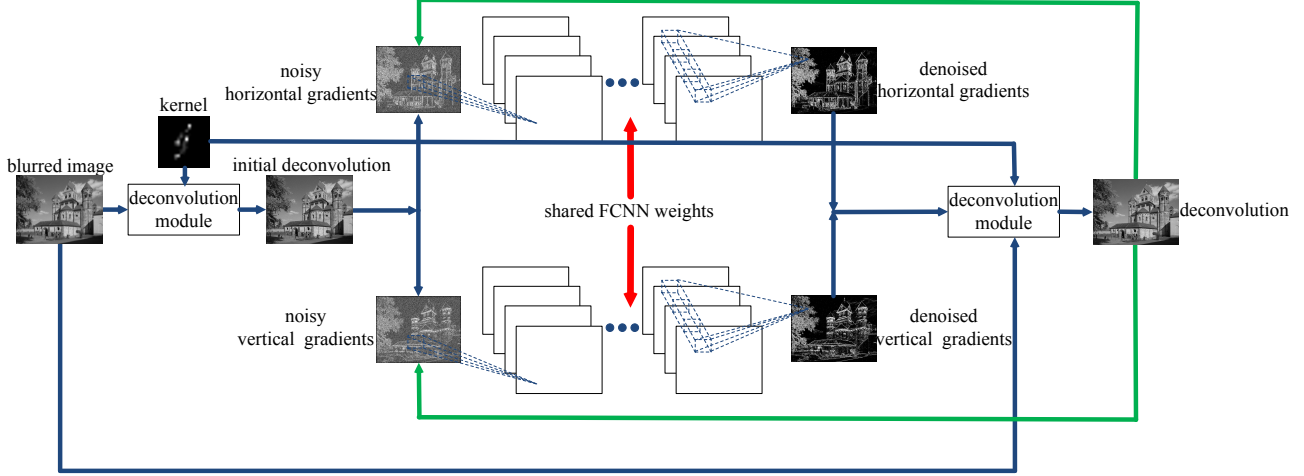 noisy
horizontal gradients
denoised
horizontal gradients
kernel
blurred image
initial deconvolution
deconvolution
module
shared FCNN weights
deconvolution
module
deconvolution
noisy
vertical gradients
denoised
vertical gradients